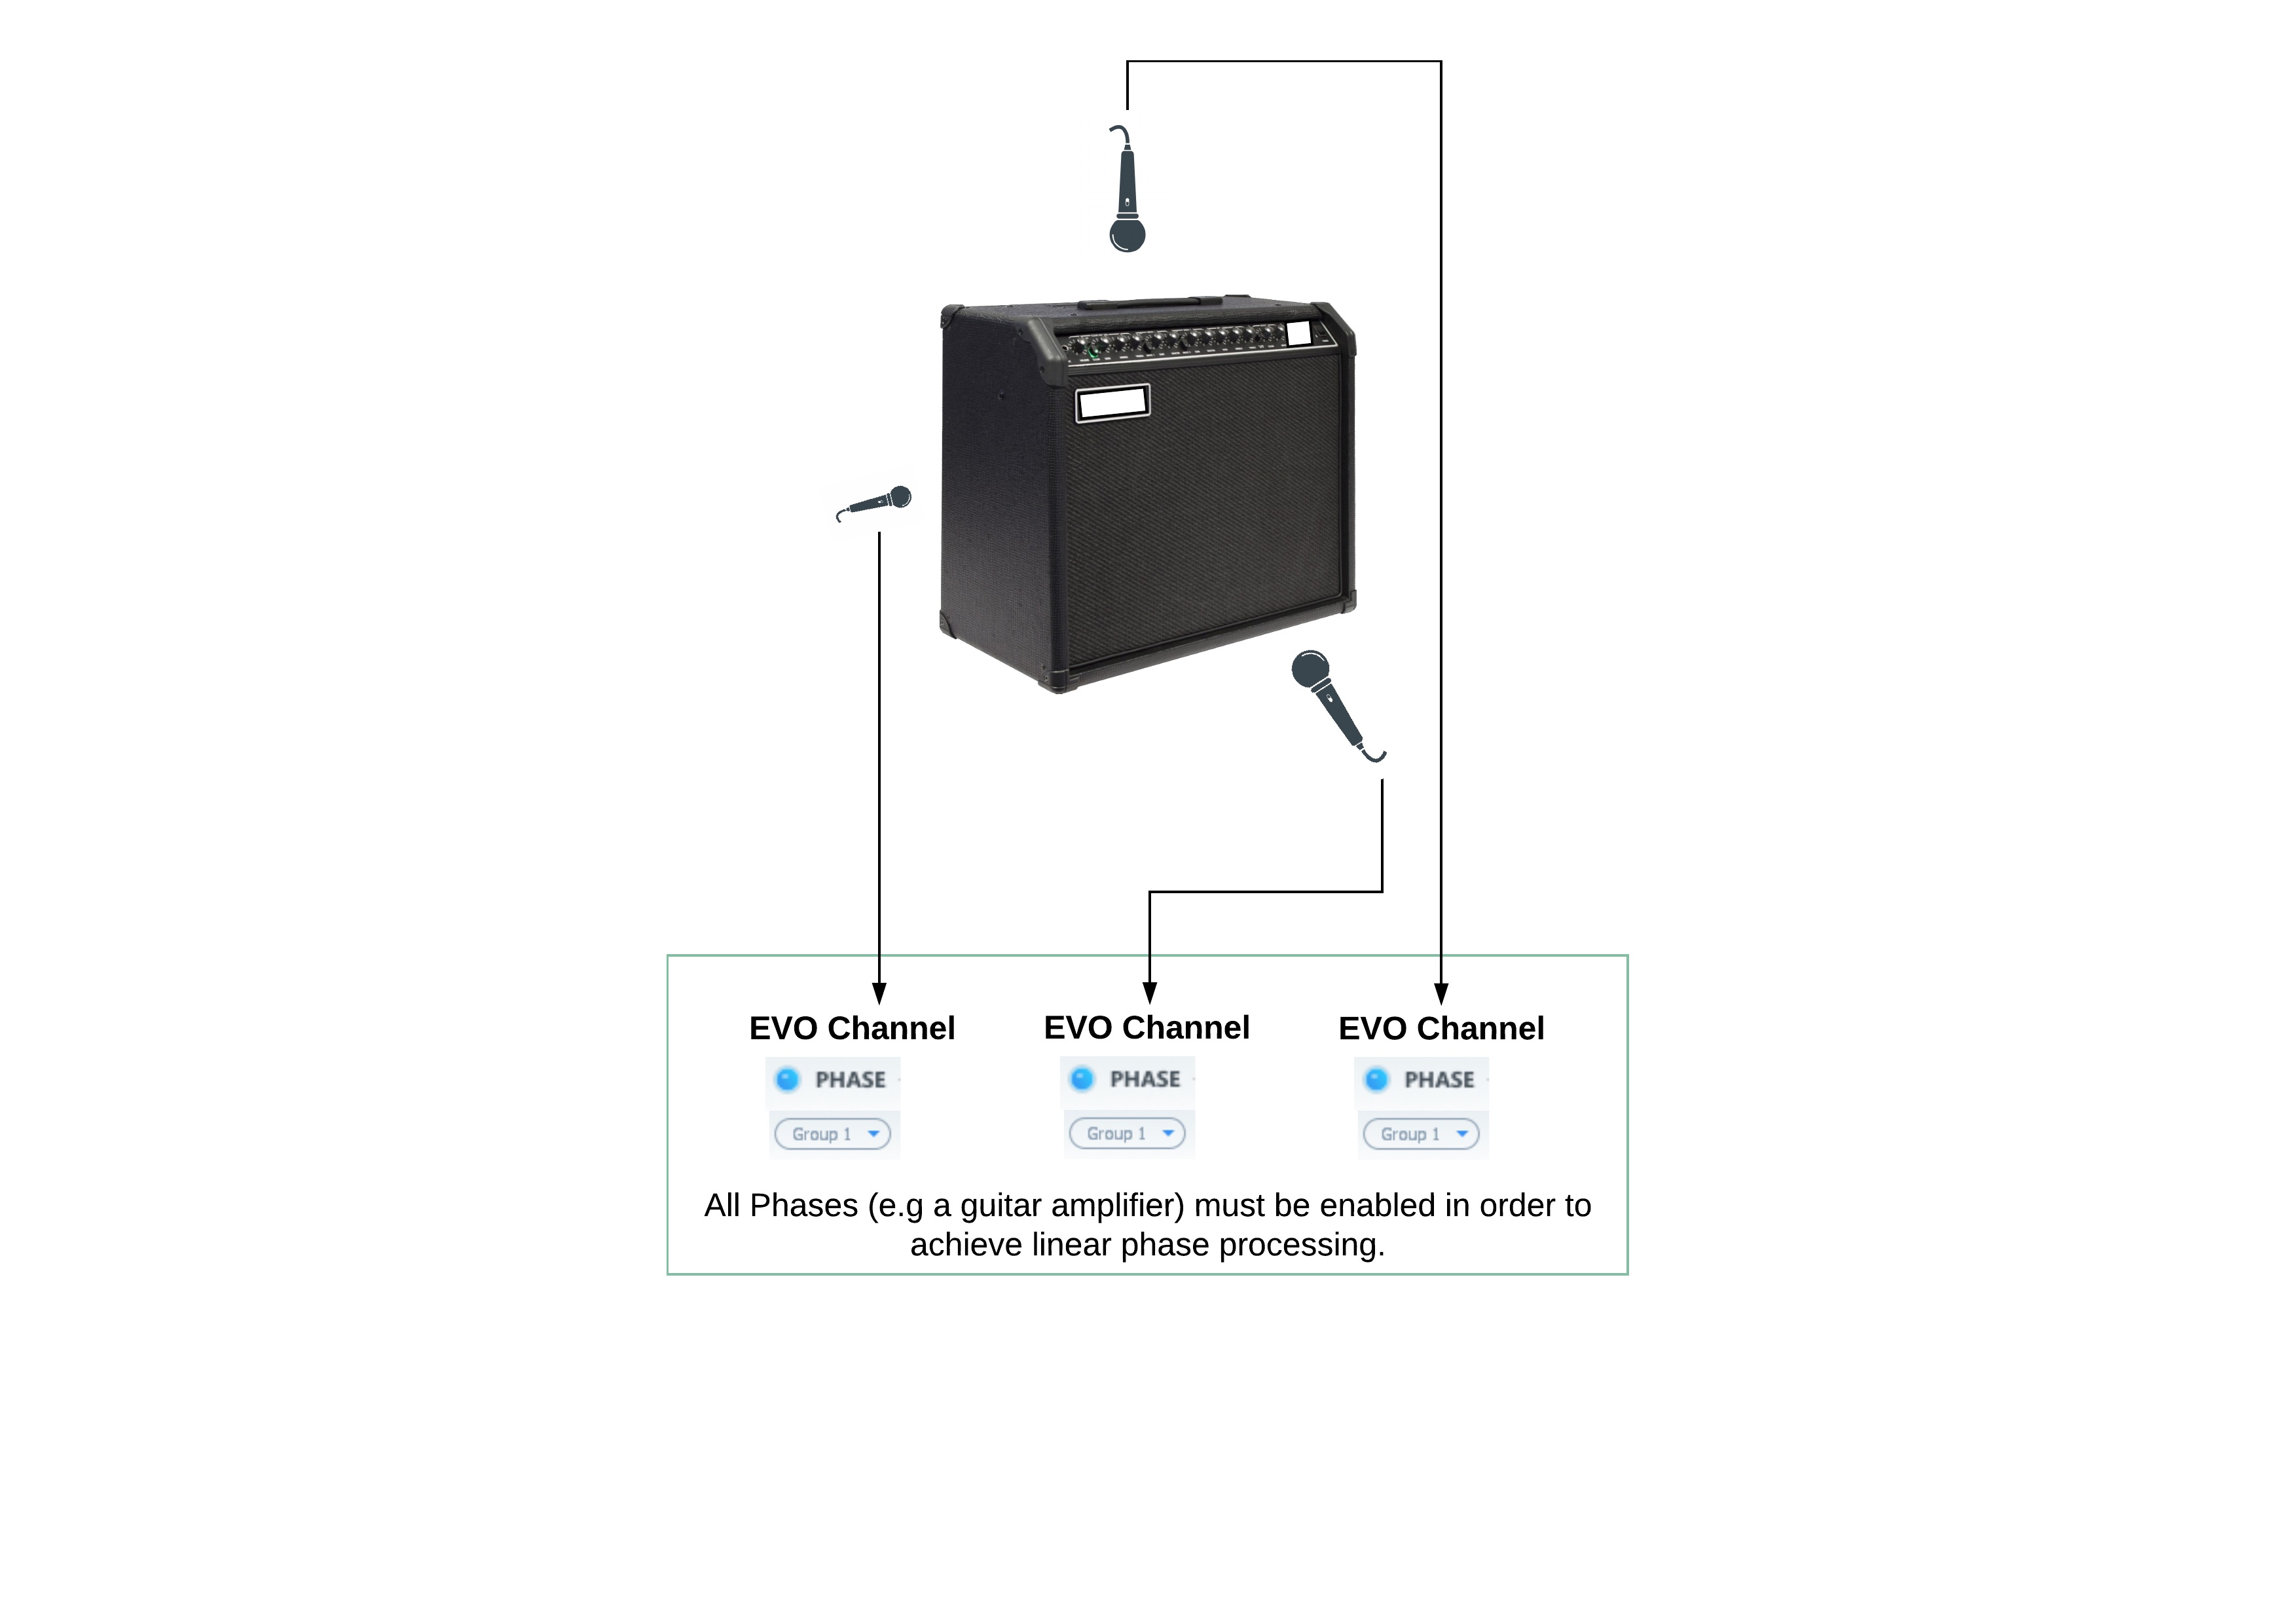 EVO Channel EVO Channel EVO Channel
PHASE PHASE PHASE
Group 1 Group 1 Group 1
All Phases (e.g a guitar amplifier) must be enabled in order to
achieve linear phase processing.